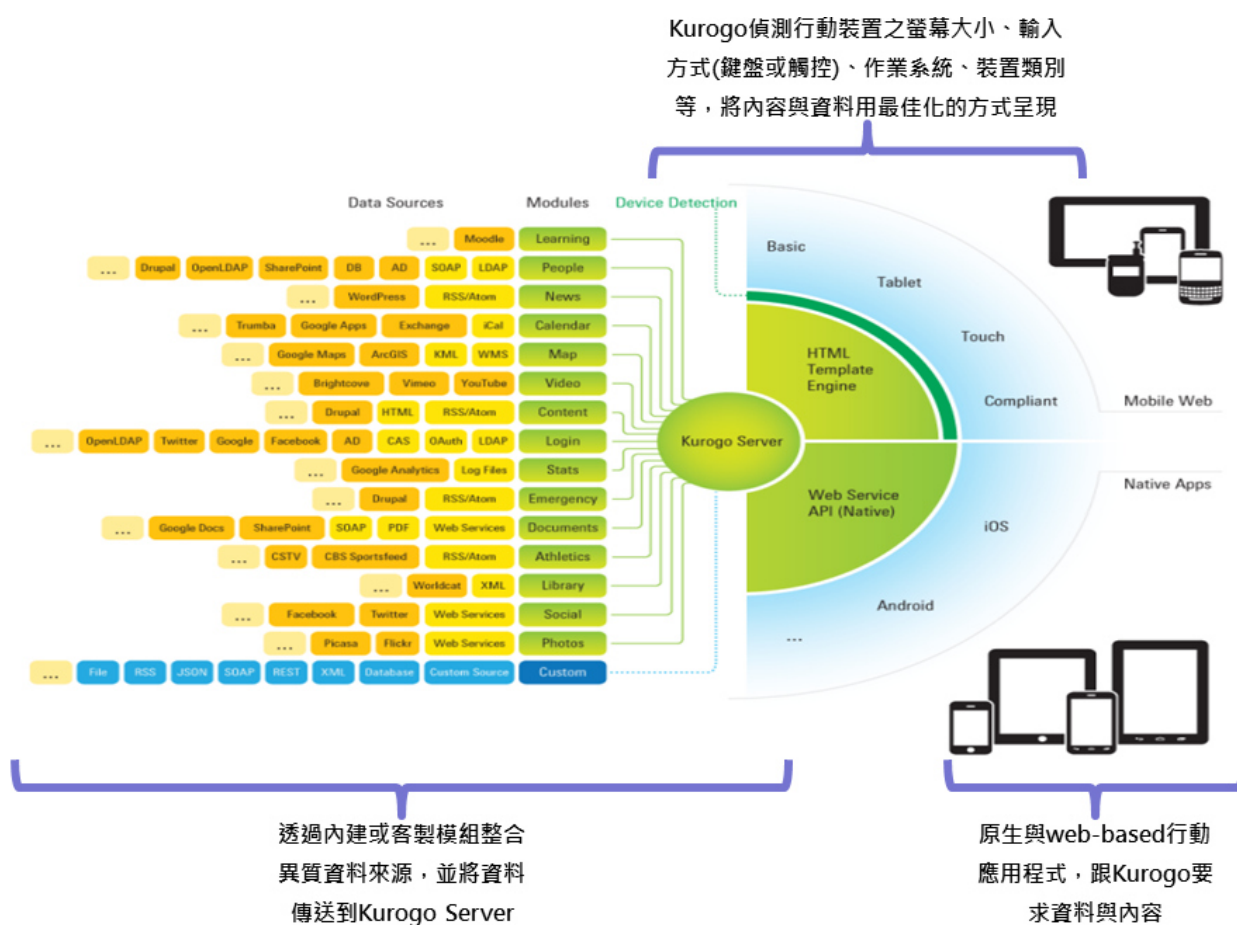 Kurogo偵測行動裝置之螢幕大小、輸入
方式(鍵盤或觸控)、作業系統、裝置類別
等，將內容與資料用最佳化的方式呈現
Data Sources Modules Device Detection
... Moodle Learning
... Drupal OpenLDAP SharePoint DB AD SOAP LDAP People
... WordPress RSS/Atom News
... Trumba Google Apps Exchange iCal Calendar
... Google Maps ArcGIS KML WMS Map
... Brightcove Vimeo YouTube Video
... Drupal HTML RSS/Atom Content
... OpenLDAP Twitter Google Facebook AD CAS OAuth LDAP Login
... Google Analytics Log Files Stats
... Drupal RSS/Atom Emergency
... Google Docs SharePoint SOAP PDF Web Services Documents
... CSTV CBS Sportsfeed RSS/Atom Athletics
... Worldcat XML Library
... Facebook Twitter Web Services Social
... Picasa Flickr Web Services Photos
... File RSS JSON SOAP REST XML Database Custom Source Custom
Kurogo Server
HTML
Template
Engine
Web Service
API (Native)
Basic
Tablet
Touch
Compliant
Mobile Web
Native Apps
iOS
Android
...
透過內建或客製模組整合
異質資料來源，並將資料
傳送到Kurogo Server
原生與web-based行動
應用程式，跟Kurogo要
求資料與內容